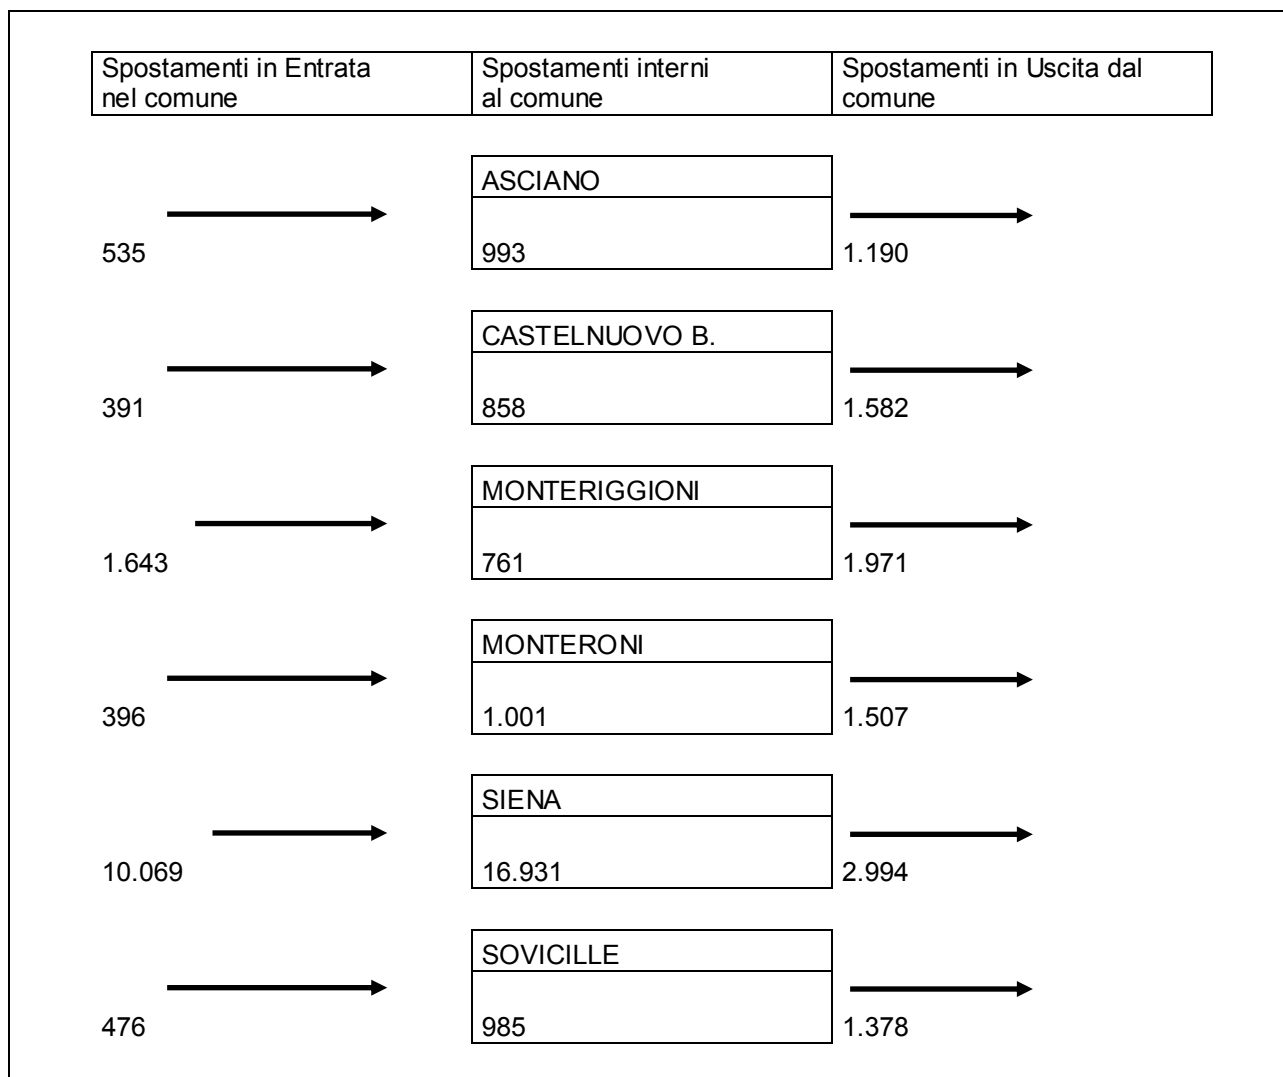 Spostamenti in Entrata
nel comune
Spostamenti interni
al comune
Spostamenti in Uscita dal
comune
ASCIANO
535
993
1.190
CASTELNUOVO B.
391
858
1.582
MONTERIGGIONI
1.643
761
1.971
MONTERONI
396
1.001
1.507
SIENA
10.069
16.931
2.994
SOVICILLE
476
985
1.378